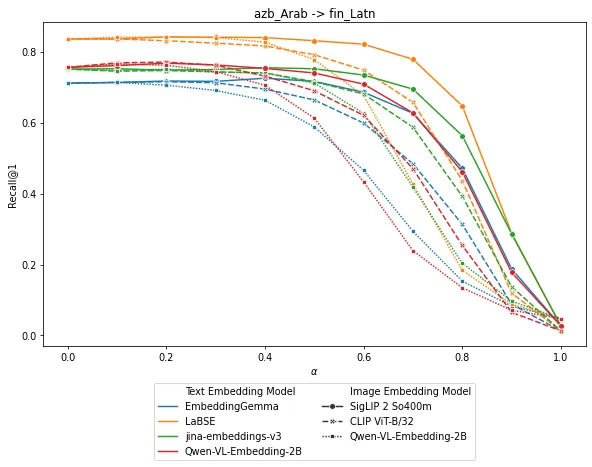 azb_Arab -> fin_Latn
Recall@1
0.8
0.6
0.4
0.2
0.0
0.0 0.2 0.4 0.6 0.8 1.0
α
Text Embedding Model Image Embedding Model
EmbeddingGemma SigLIP 2 So400m
LaBSE CLIP ViT-B/32
jina-embeddings-v3 Qwen-VL-Embedding-2B
Qwen-VL-Embedding-2B